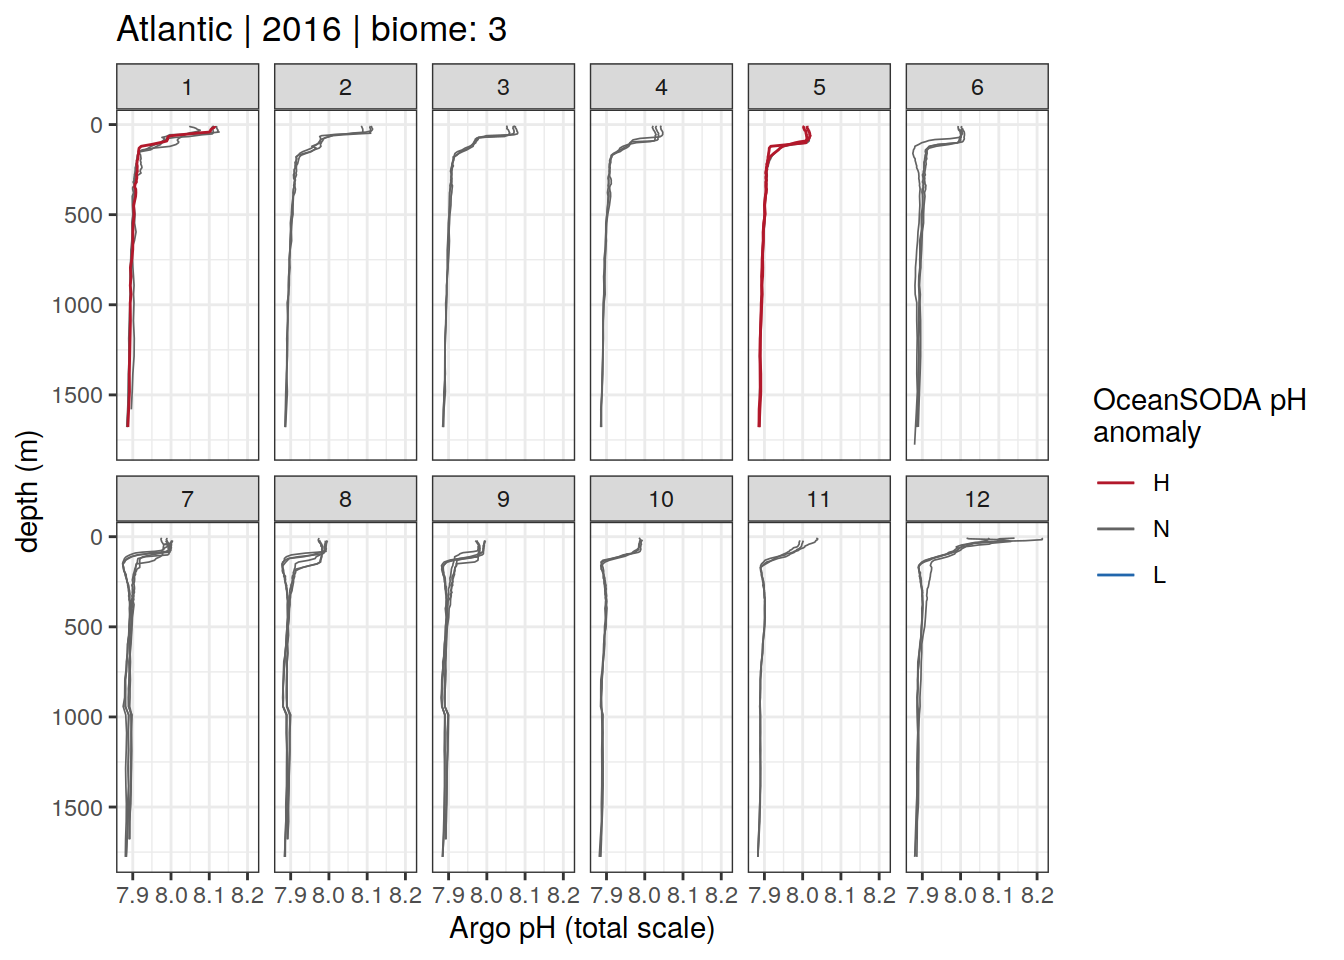 Atlantic | 2016 | biome: 3
1 2 3 4 5 6
0
500
1000
1500
depth (m)
7 8 9 10 11 12
0
500
1000
1500
7.9 8.0 8.1 8.2 7.9 8.0 8.1 8.2 7.9 8.0 8.1 8.2 7.9 8.0 8.1 8.2 7.9 8.0 8.1 8.2 7.9 8.0 8.1 8.2
Argo pH (total scale)
OceanSODA pH
anomaly
H
N
L